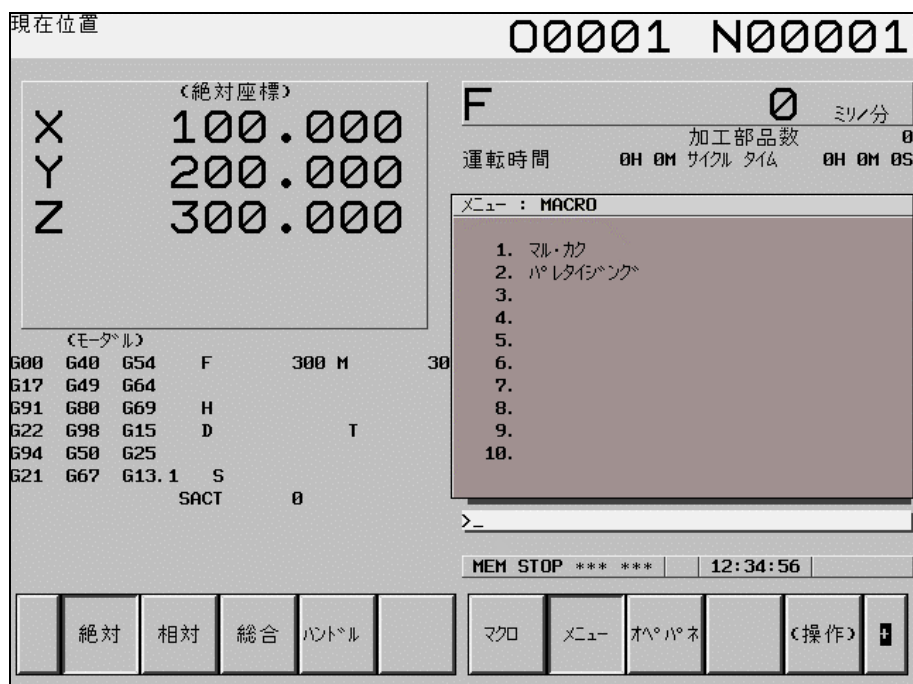 現在位置
O0001 N00001
(絶対座標)
X 100.000
Y 200.000
Z 300.000
F 0 ミリ/分
加工部品数 0
運転時間 0H 0M サイクル タイム 0H 0M 0S
メニュー : MACRO
1. マル・カク
2. パレタイジング
3.
4.
5.
6.
7.
8.
9.
10.
(モーダル)
G00 G40 G54 F 300 M 30
G17 G49 G64
G91 G80 G69 H
G22 G98 G15 D T
G94 G50 G25
G21 G67 G13.1 S
SACT 0
>_
MEM STOP *** *** 12:34:56
絶対 相対 総合 ハンドル マクロ メニュー オペパネ (操作) +